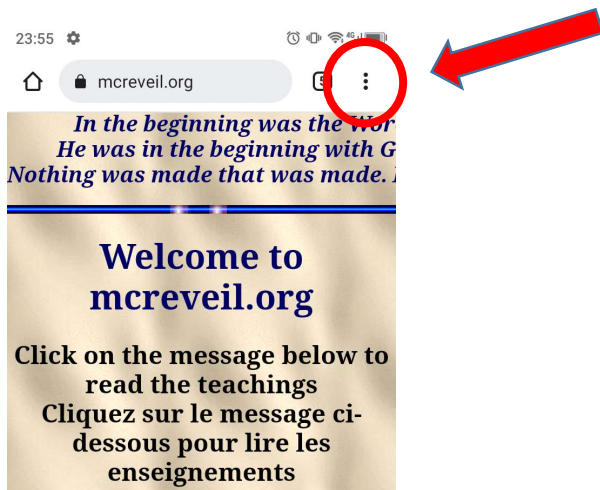 23:55
4G
mcreveil.org
In the beginning was the Wor
He was in the beginning with G
Nothing was made that was made.
Welcome to
mcreveil.org
Click on the message below to
read the teachings
Cliquez sur le message ci-
dessous pour lire les
enseignements